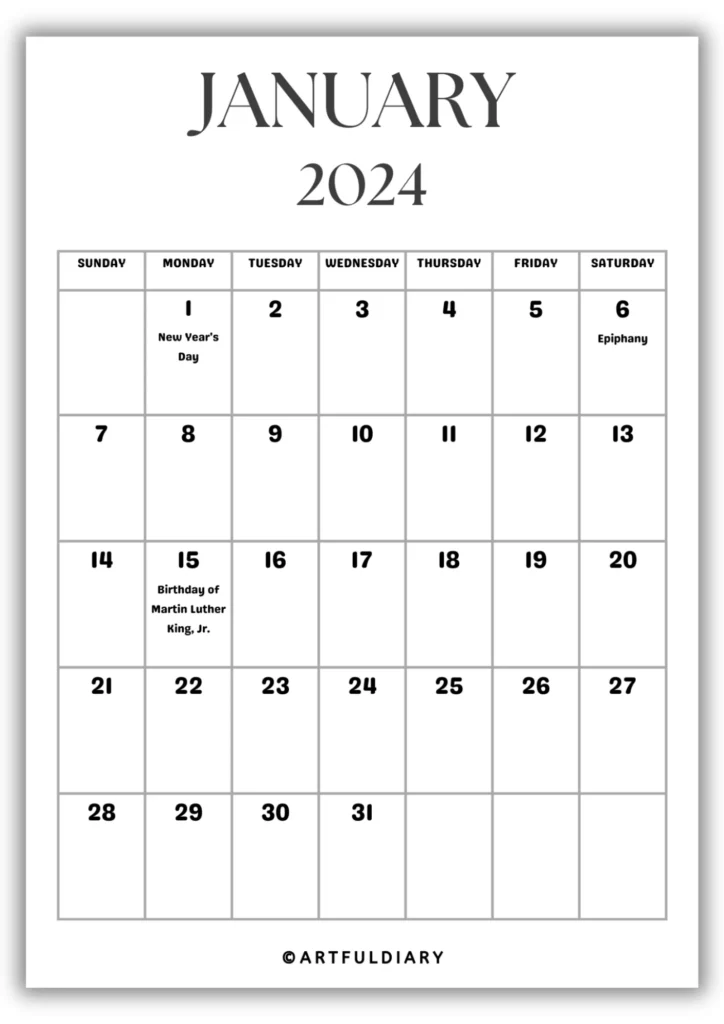 JANUARY
2024
SUNDAY MONDAY TUESDAY WEDNESDAY THURSDAY FRIDAY SATURDAY
1 2 3 4 5 6
New Year's Epiphany
Day
7 8 9 10 11 12 13
14 15 16 17 18 19 20
Birthday of
Martin Luther
King, Jr.
21 22 23 24 25 26 27
28 29 30 31
©ARTFULDIARY